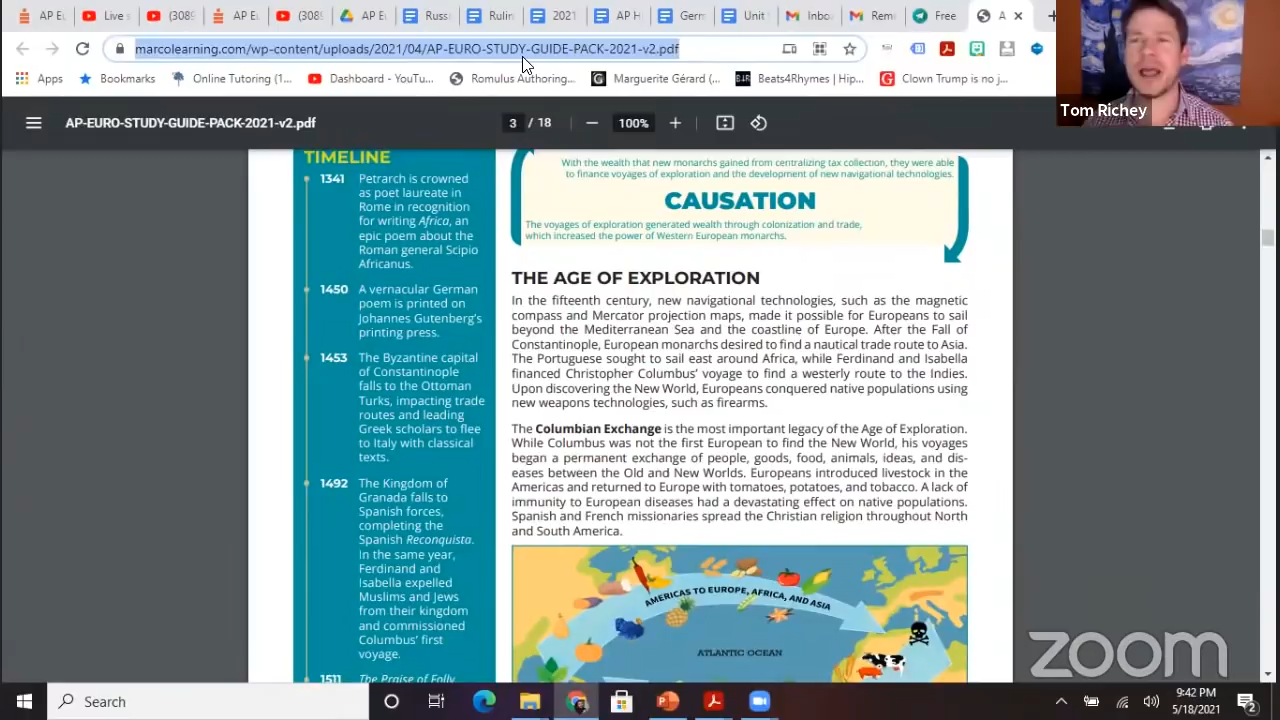 AP E
Live s
(3089
AP E
(3089
AP Eu
Russ
Rulin
2021
AP H
Gerr
Unit
Inbo
Rem
Free
A
marcolearning.com/wp-content/uploads/2021/04/AP-EURO-STUDY-GUIDE-PACK-2021-v2.pdf
Apps
Bookmarks
Online Tutoring (1...
Dashboard - YouTu...
Romulus Authoring...
Marguerite Gérard (...
Beats4Rhymes | Hip...
Clown Trump is no j...
Tom Richey
AP-EURO-STUDY-GUIDE-PACK-2021-v2.pdf
3 / 18
100%
TIMELINE
1341 Petrarch is crowned
as poet laureate in
Rome in recognition
for writing Africa, an
epic poem about the
Roman general Scipio
Africanus.
1450 A vernacular German
poem is printed on
Johannes Gutenberg's
printing press.
1453 The Byzantine capital
of Constantinople
falls to the Ottoman
Turks, impacting trade
routes and leading
Greek scholars to flee
to Italy with classical
texts.
1492 The Kingdom of
Granada falls to
Spanish forces,
completing the
Spanish Reconquista.
In the same year,
Ferdinand and
Isabella expelled
Muslims and Jews
from their kingdom
and commissioned
Columbus' first
voyage.
1511 The Praise of Folly,
With the wealth that new monarchs gained from centralizing tax collection, they were able
to finance voyages of exploration and the development of new navigational technologies.
CAUSATION
The voyages of exploration generated wealth through colonization and trade,
which increased the power of Western European monarchs.
THE AGE OF EXPLORATION
In the fifteenth century, new navigational technologies, such as the magnetic
compass and Mercator projection maps, made it possible for Europeans to sail
beyond the Mediterranean Sea and the coastline of Europe. After the Fall of
Constantinople, European monarchs desired to find a nautical trade route to Asia.
The Portuguese sought to sail east around Africa, while Ferdinand and Isabella
financed Christopher Columbus' voyage to find a westerly route to the Indies.
Upon discovering the New World, Europeans conquered native populations using
new weapons technologies, such as firearms.
The Columbian Exchange is the most important legacy of the Age of Exploration.
While Columbus was not the first European to find the New World, his voyages
began a permanent exchange of people, goods, food, animals, ideas, and dis-
eases between the Old and New Worlds. Europeans introduced livestock in the
Americas and returned to Europe with tomatoes, potatoes, and tobacco. A lack of
immunity to European diseases had a devastating effect on native populations.
Spanish and French missionaries spread the Christian religion throughout North
and South America.
AMERICAS TO EUROPE, AFRICA, AND ASIA
ATLANTIC OCEAN
zoom
Search
9:42 PM
5/18/2021
2